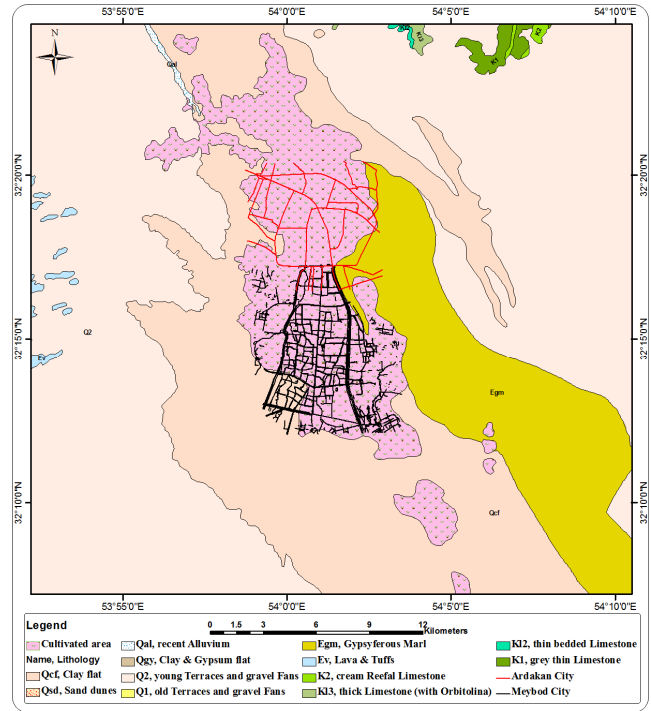 53°55'0"E 54°0'0"E 54°5'0"E 54°10'0"E
N
Qal
Kl2
Kl3
K1
K2
32°20'0"N 32°20'0"N
32°15'0"N 32°15'0"N
Q2
Ev
Egm
32°10'0"N 32°10'0"N
Qcf
53°55'0"E 54°0'0"E 54°5'0"E 54°10'0"E
Legend
0 1.5 3 6 9 12
Kilometers
Cultivated area Qal, recent Alluvium Egm, Gypsyferous Marl Kl2, thin bedded Limestone
Name, Lithology Qgy, Clay & Gypsum flat Ev, Lava & Tuffs K1, grey thin Limestone
Qcf, Clay flat Q2, young Terraces and gravel Fans K2, cream Reefal Limestone Ardakan City
Qsd, Sand dunes Q1, old Terraces and gravel Fans Kl3, thick Limestone (with Orbitolina) Meybod City